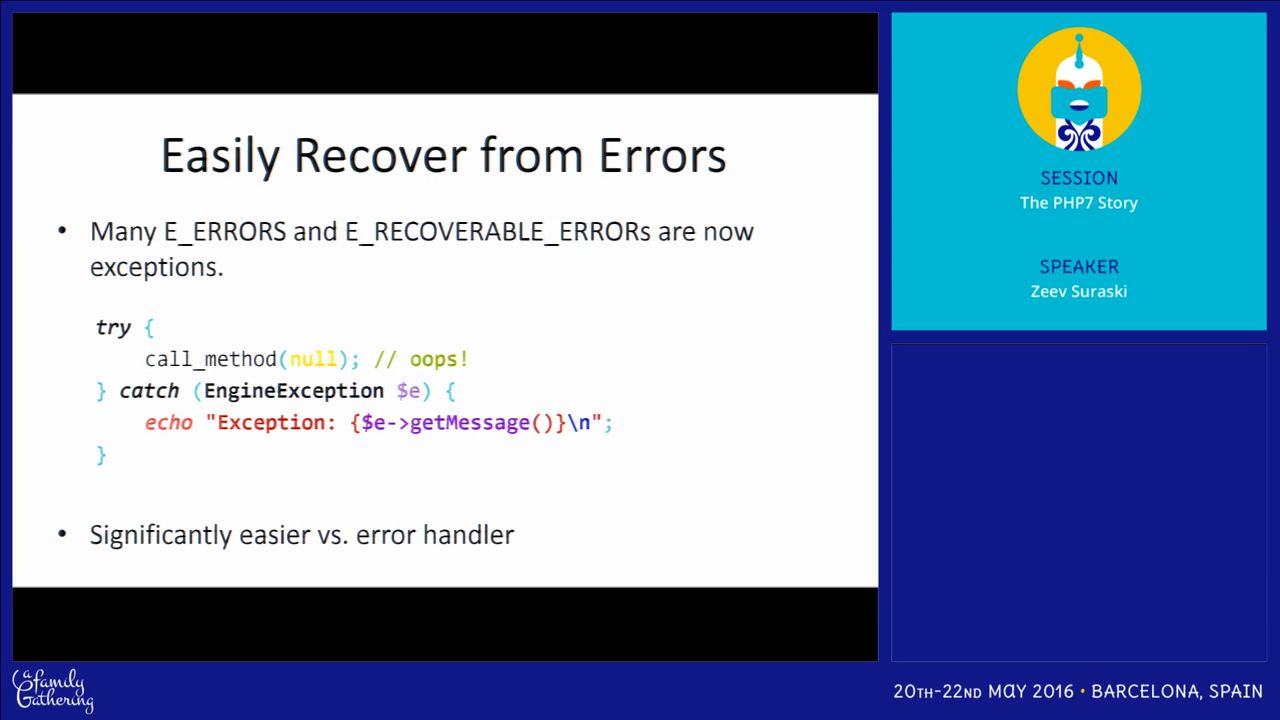 Easily Recover from Errors
• Many E_ERRORS and E_RECOVERABLE_ERRORs are now
exceptions.
try {
    call_method(null); // oops!
} catch (EngineException $e) {
    echo "Exception: {$e->getMessage()}\n";
}
• Significantly easier vs. error handler
SESSION
The PHP7 Story
SPEAKER
Zeev Suraski
a family
Gathering
20TH-22ND MAY 2016 • BARCELONA, SPAIN